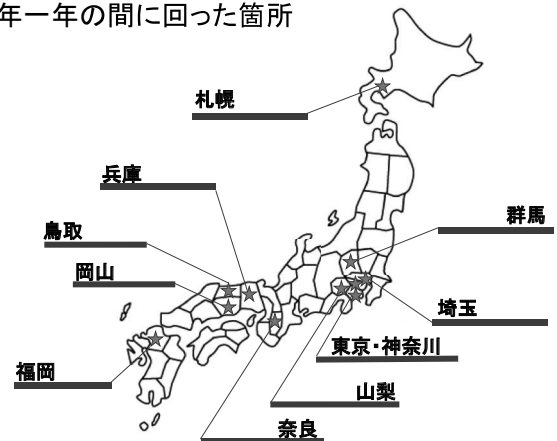 年一年の間に回った箇所
札幌
兵庫
群馬
鳥取
岡山
埼玉
東京・神奈川
福岡
山梨
奈良